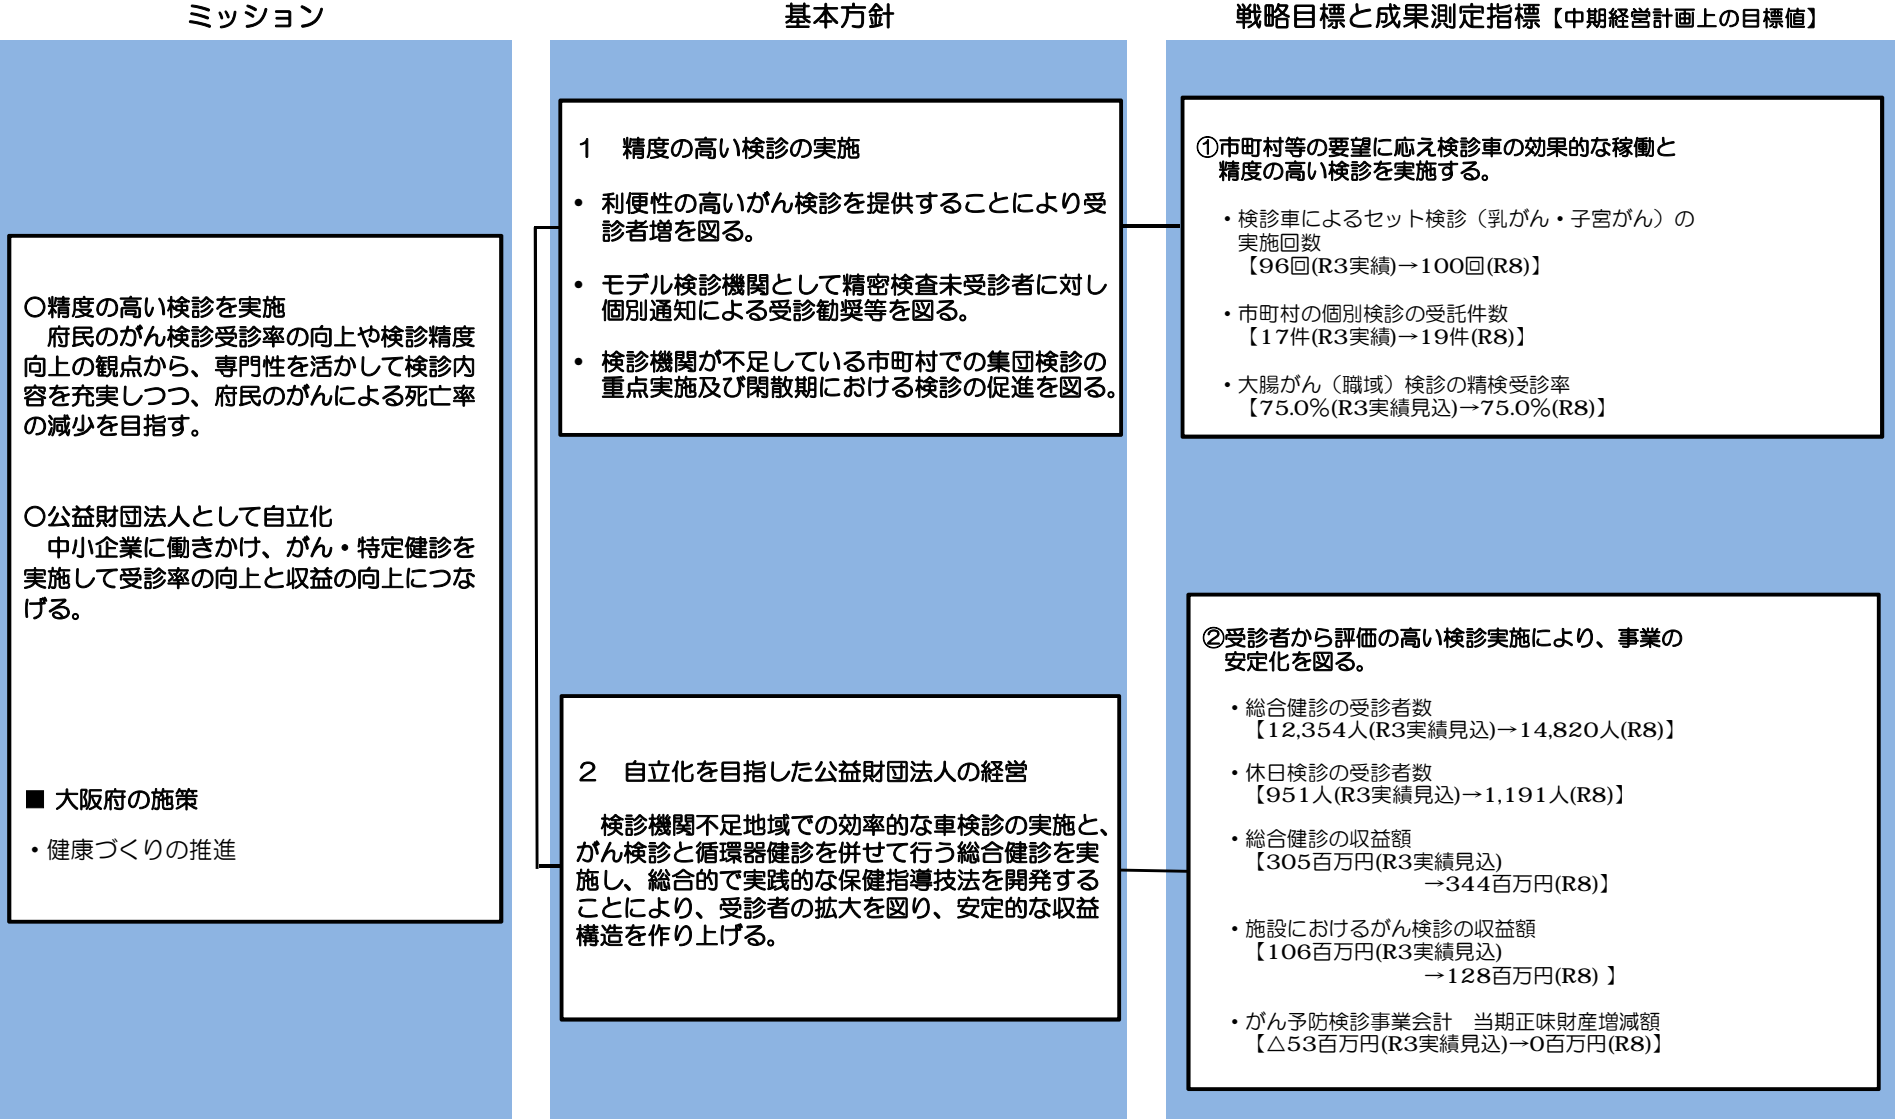 ミッション
〇精度の高い検診を実施
府民のがん検診受診率の向上や検診精度
向上の観点から、専門性を活かして検診内
容を充実しつつ、府民のがんによる死亡率
の減少を目指す。
〇公益財団法人として自立化
中小企業に働きかけ、がん・特定健診を
実施して受診率の向上と収益の向上につな
げる。
■ 大阪府の施策
・健康づくりの推進
基本方針
１　精度の高い検診の実施
• 利便性の高いがん検診を提供することにより受
診者増を図る。
• モデル検診機関として精密検査未受診者に対し
個別通知による受診勧奨等を図る。
• 検診機関が不足している市町村での集団検診の
重点実施及び閑散期における検診の促進を図る。
２　自立化を目指した公益財団法人の経営
検診機関不足地域での効率的な車検診の実施と、
がん検診と循環器健診を併せて行う総合健診を実
施し、総合的で実践的な保健指導技法を開発する
ことにより、受診者の拡大を図り、安定的な収益
構造を作り上げる。
戦略目標と成果測定指標【中期経営計画上の目標値】
①市町村等の要望に応え検診車の効果的な稼働と
精度の高い検診を実施する。
・検診車によるセット検診（乳がん・子宮がん）の
実施回数
【96回(R3実績)→100回(R8)】
・市町村の個別検診の受託件数
【17件(R3実績)→19件(R8)】
・大腸がん（職域）検診の精検受診率
【75.0％(R3実績見込)→75.0％(R8)】
②受診者から評価の高い検診実施により、事業の
安定化を図る。
・総合健診の受診者数
【12,354人(R3実績見込)→14,820人(R8)】
・休日検診の受診者数
【951人(R3実績見込)→1,191人(R8)】
・総合健診の収益額
【305百万円(R3実績見込)
→344百万円(R8)】
・施設におけるがん検診の収益額
【106百万円(R3実績見込)
→128百万円(R8) 】
・がん予防検診事業会計　当期正味財産増減額
【△53百万円(R3実績見込)→0百万円(R8)】